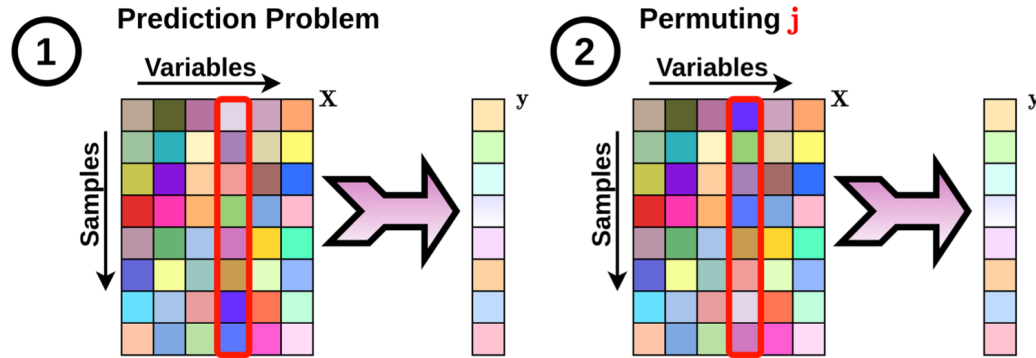 1
Prediction Problem
Variables
X
y
Samples
2
Permuting j
Variables
X
y
Samples